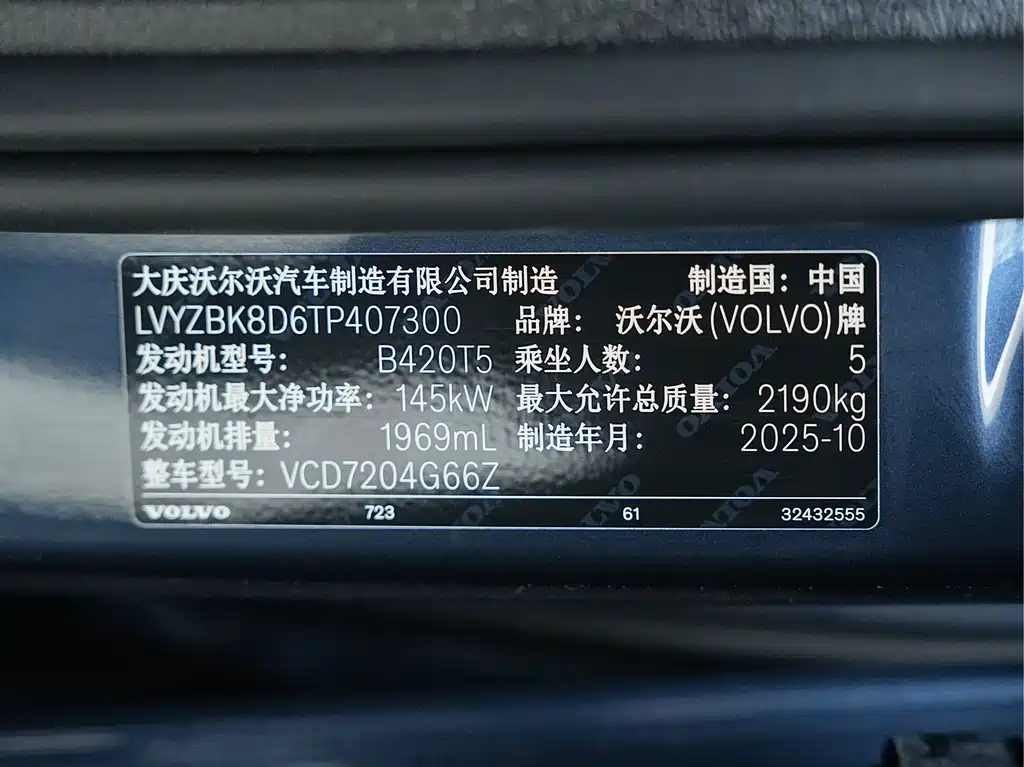 大庆沃尔沃汽车制造有限公司制造 制造国：中国
LVYZBK8D6TP407300 品牌： 沃尔沃(VOLVO)牌
发动机型号： B420T5 乘坐人数： 5
发动机最大净功率： 145kW 最大允许总质量： 2190kg
发动机排量： 1969mL 制造年月： 2025-10
整车型号： VCD7204G66Z
VOLVO 723 61 32432555